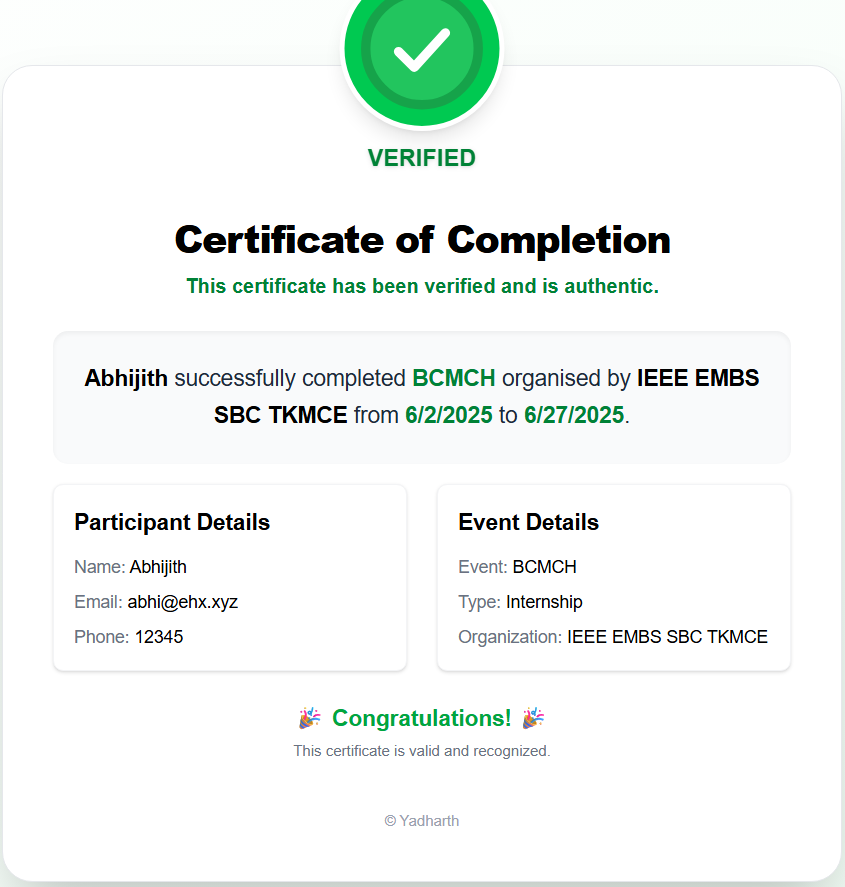 VERIFIED
Certificate of Completion
This certificate has been verified and is authentic.
Abhijith successfully completed BCMCH organised by IEEE EMBS
SBC TKMCE from 6/2/2025 to 6/27/2025.
Participant Details
Name: Abhijith
Email: abhi@ehx.xyz
Phone: 12345
Event Details
Event: BCMCH
Type: Internship
Organization: IEEE EMBS SBC TKMCE
🎉 Congratulations! 🎉
This certificate is valid and recognized.
© Yadharth